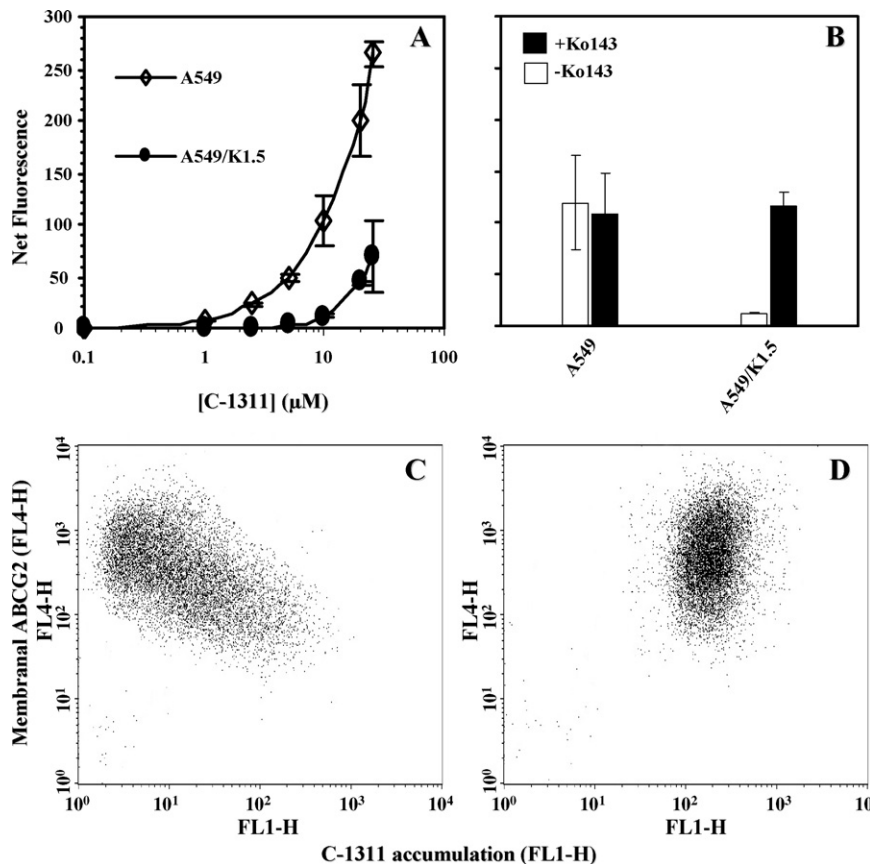 300
250
200
150
100
50
0
Net Fluorescence
A
A549
A549/K1.5
0.1
1
10
100
[C-1311] (µM)
B
+Ko143
-Ko143
A549
A549/K1.5
C
10⁴
10³
10²
10¹
10⁰
Membranal ABCG2 (FL4-H)
FL4-H
10⁰
10¹
10²
10³
10⁴
FL1-H
D
10⁴
10³
10²
10¹
10⁰
FL4-H
10⁰
10¹
10²
10³
10
FL1-H
C-1311 accumulation (FL1-H)